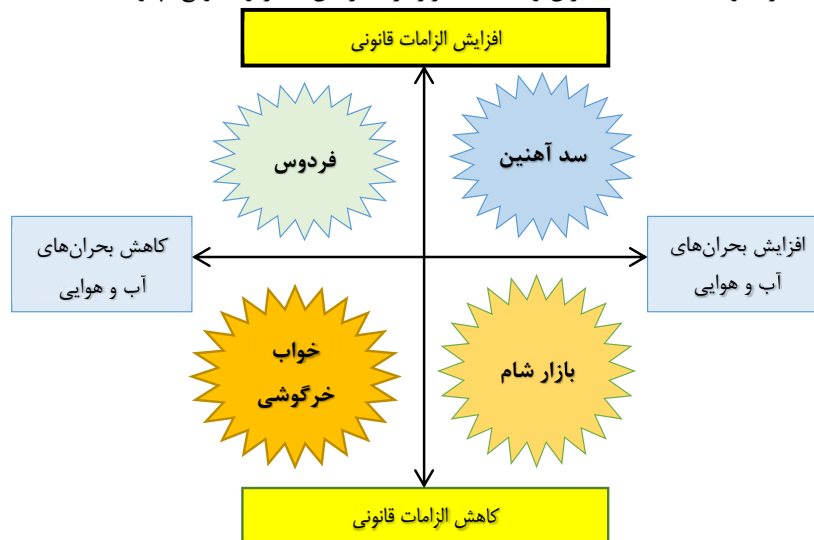 افزایش الزامات قانونی
فردوس
سد آهنین
کاهش بحران‌های
آب و هوایی
افزایش بحران‌های
آب و هوایی
خواب
خرگوشی
بازار شام
کاهش الزامات قانونی